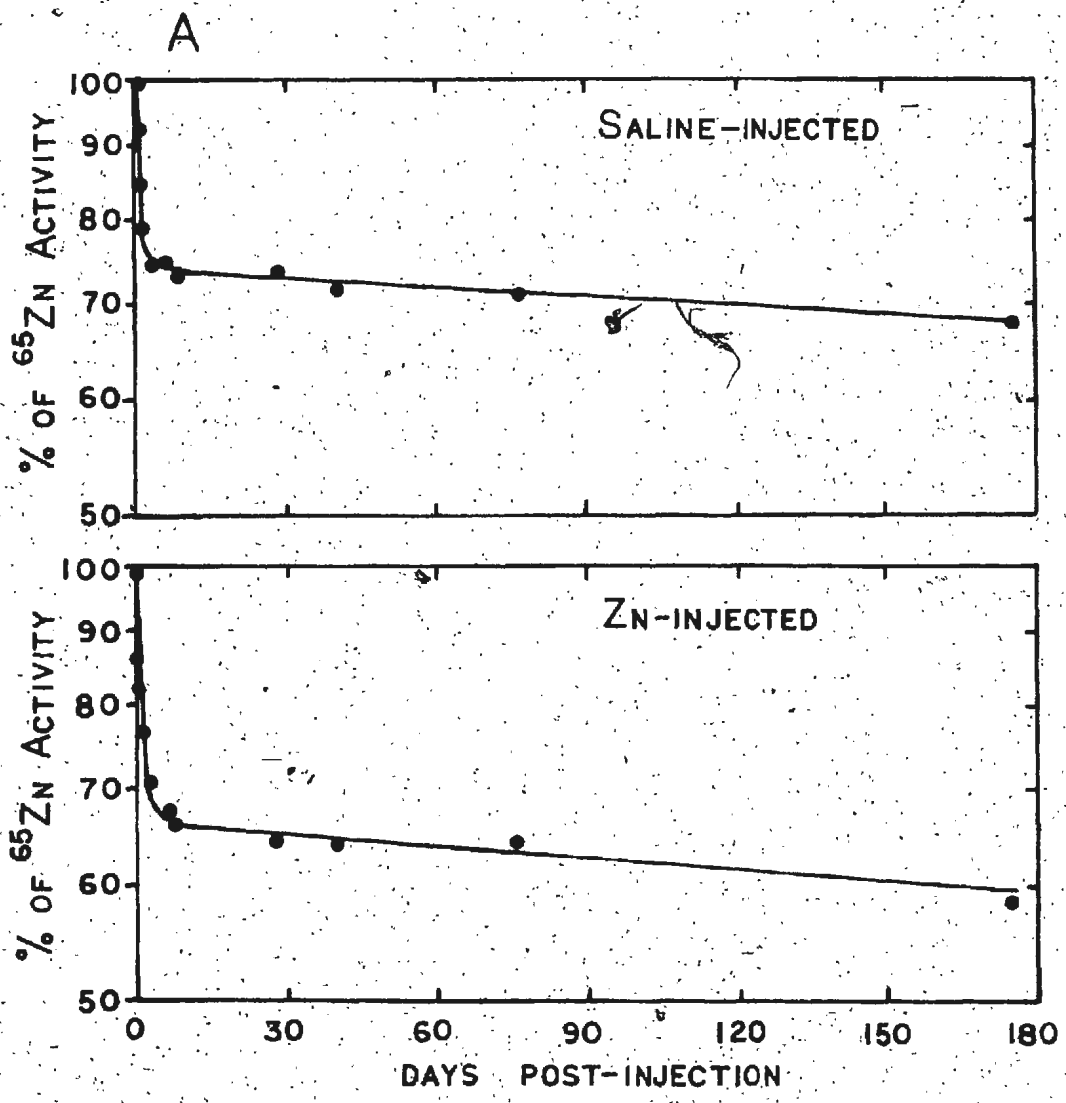 A
100
90
80
70
60
50
% OF 65ZN ACTIVITY
SALINE-INJECTED
100
90
80
70
60
50
% OF 65ZN ACTIVITY
ZN-INJECTED
0 30 60 90 120 150 180
DAYS POST-INJECTION